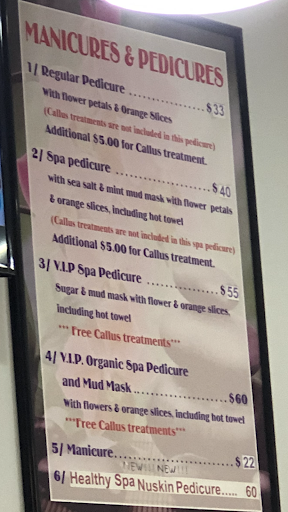 MANICURES & PEDICURES
1/ Regular Pedicure ................ $33
With flower petals & Orange Slices
(Callus treatments are not included in this pedicure)
Additional $5.00 for Callus treatment.
2/ Spa pedicure ..................... $40
with sea salt & mint mud mask with flower petals
& orange slices, including hot towel
(Callus treatments are not included in this spa pedicure)
Additional $5.00 for Callus treatment.
3/ V.I.P Spa Pedicure ................ $55
Sugar & mud mask with flower & orange slices,
including hot towel
*** Free Callus treatments***
4/ V.I.P. Organic Spa Pedicure
and Mud Mask ..................... $60
With flowers & orange slices, including hot towel
***Free Callus treatments***
5/ Manicure........................ $22
NEW!!! NEW!!!
6/ Healthy Spa Nuskin Pedicure..... 60